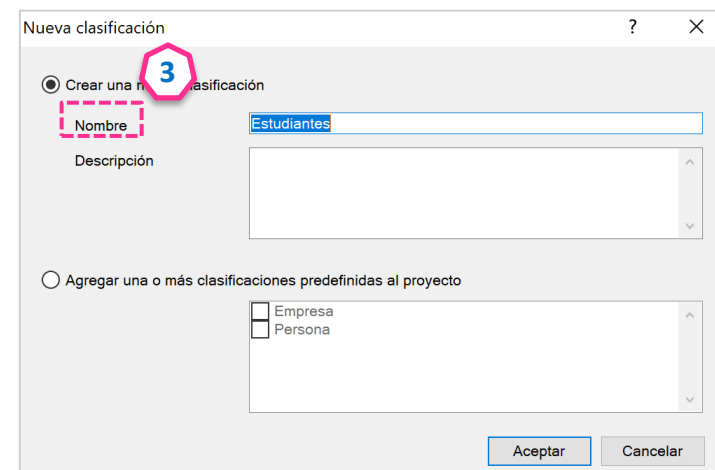 Nueva clasificación ? X
3
Crear una n asificación
Nombre Estudiantes
Descripción
Agregar una o más clasificaciones predefinidas al proyecto
Empresa
Persona
Aceptar Cancelar